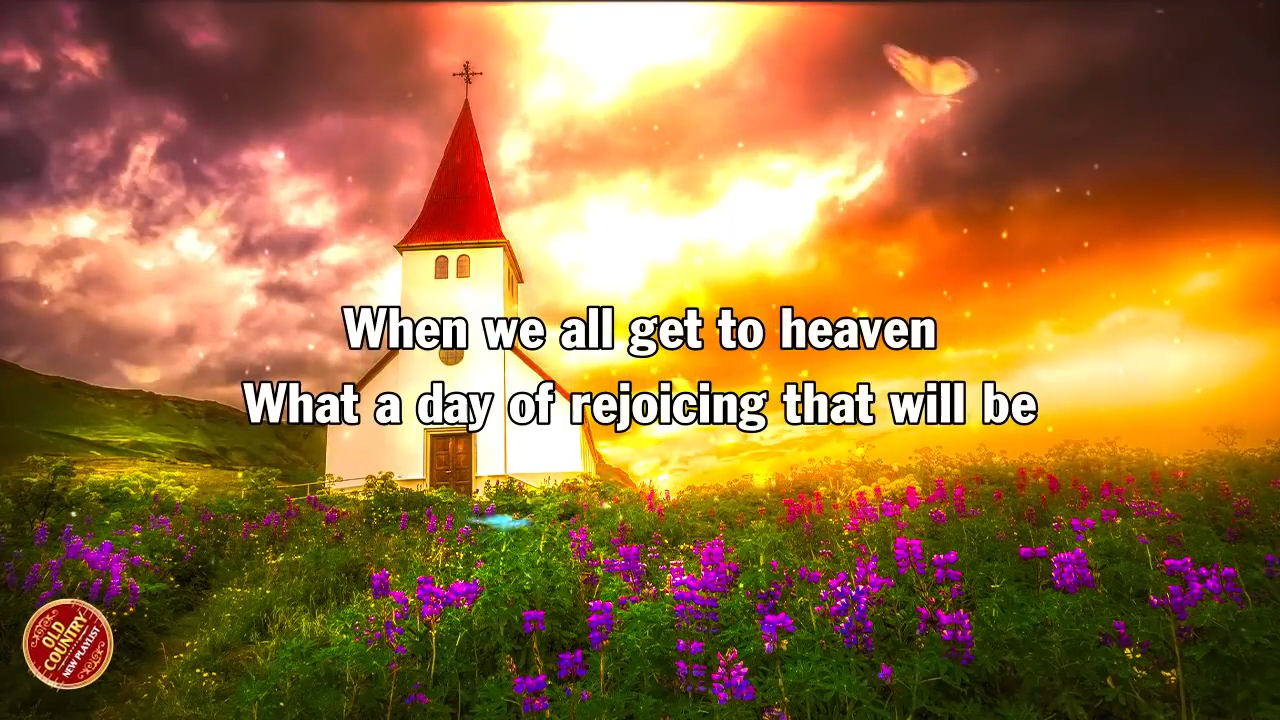 When we all get to heaven
What a day of rejoicing that will be
OLD
COUNTRY
NEW PLAYLIST